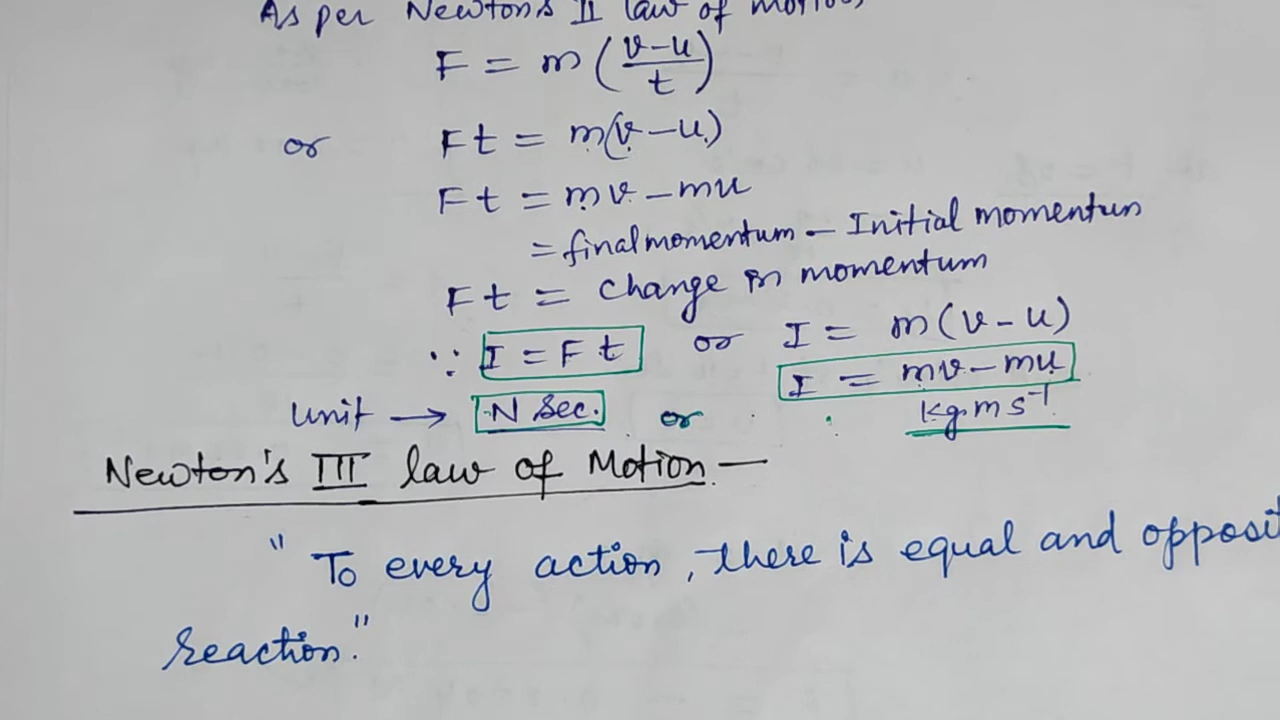 As per Newton's II law of motion,
F = m (v-u/t)
or Ft = m(v-u)
Ft = mv - mu
= final momentum - Initial momentum
Ft = change in momentum
∵ I = Ft or I = m(v-u)
I = mv - mu
Unit → N Sec. or kg.m s⁻¹
Newton's III law of Motion —
"To every action, there is equal and opposit
reaction."